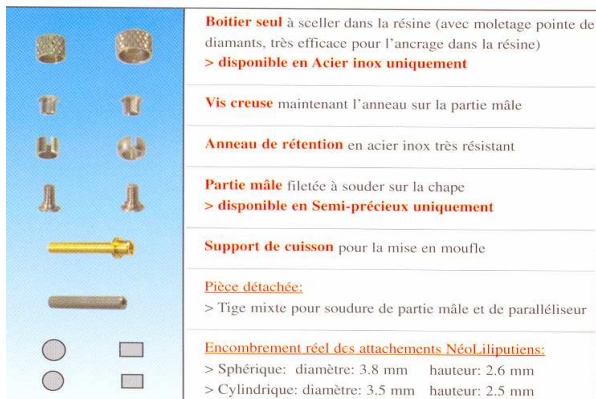 Boitier seul à sceller dans la résine (avec moletage pointe de
diamants, très efficace pour l'ancrage dans la résine)
> disponible en Acier inox uniquement
Vis creuse maintenant l'anneau sur la partie mâle
Anneau de rétention en acier inox très résistant
Partie mâle filetée à souder sur la chape
> disponible en Semi-précieux uniquement
Support de cuisson pour la mise en moufle
Pièce détachée:
> Tige mixte pour soudure de partie mâle et de paralléliseur
Encombrement réel des attachements NéoLiliputiens:
> Sphérique: diamètre: 3.8 mm hauteur: 2.6 mm
> Cylindrique: diamètre: 3.5 mm hauteur: 2.5 mm